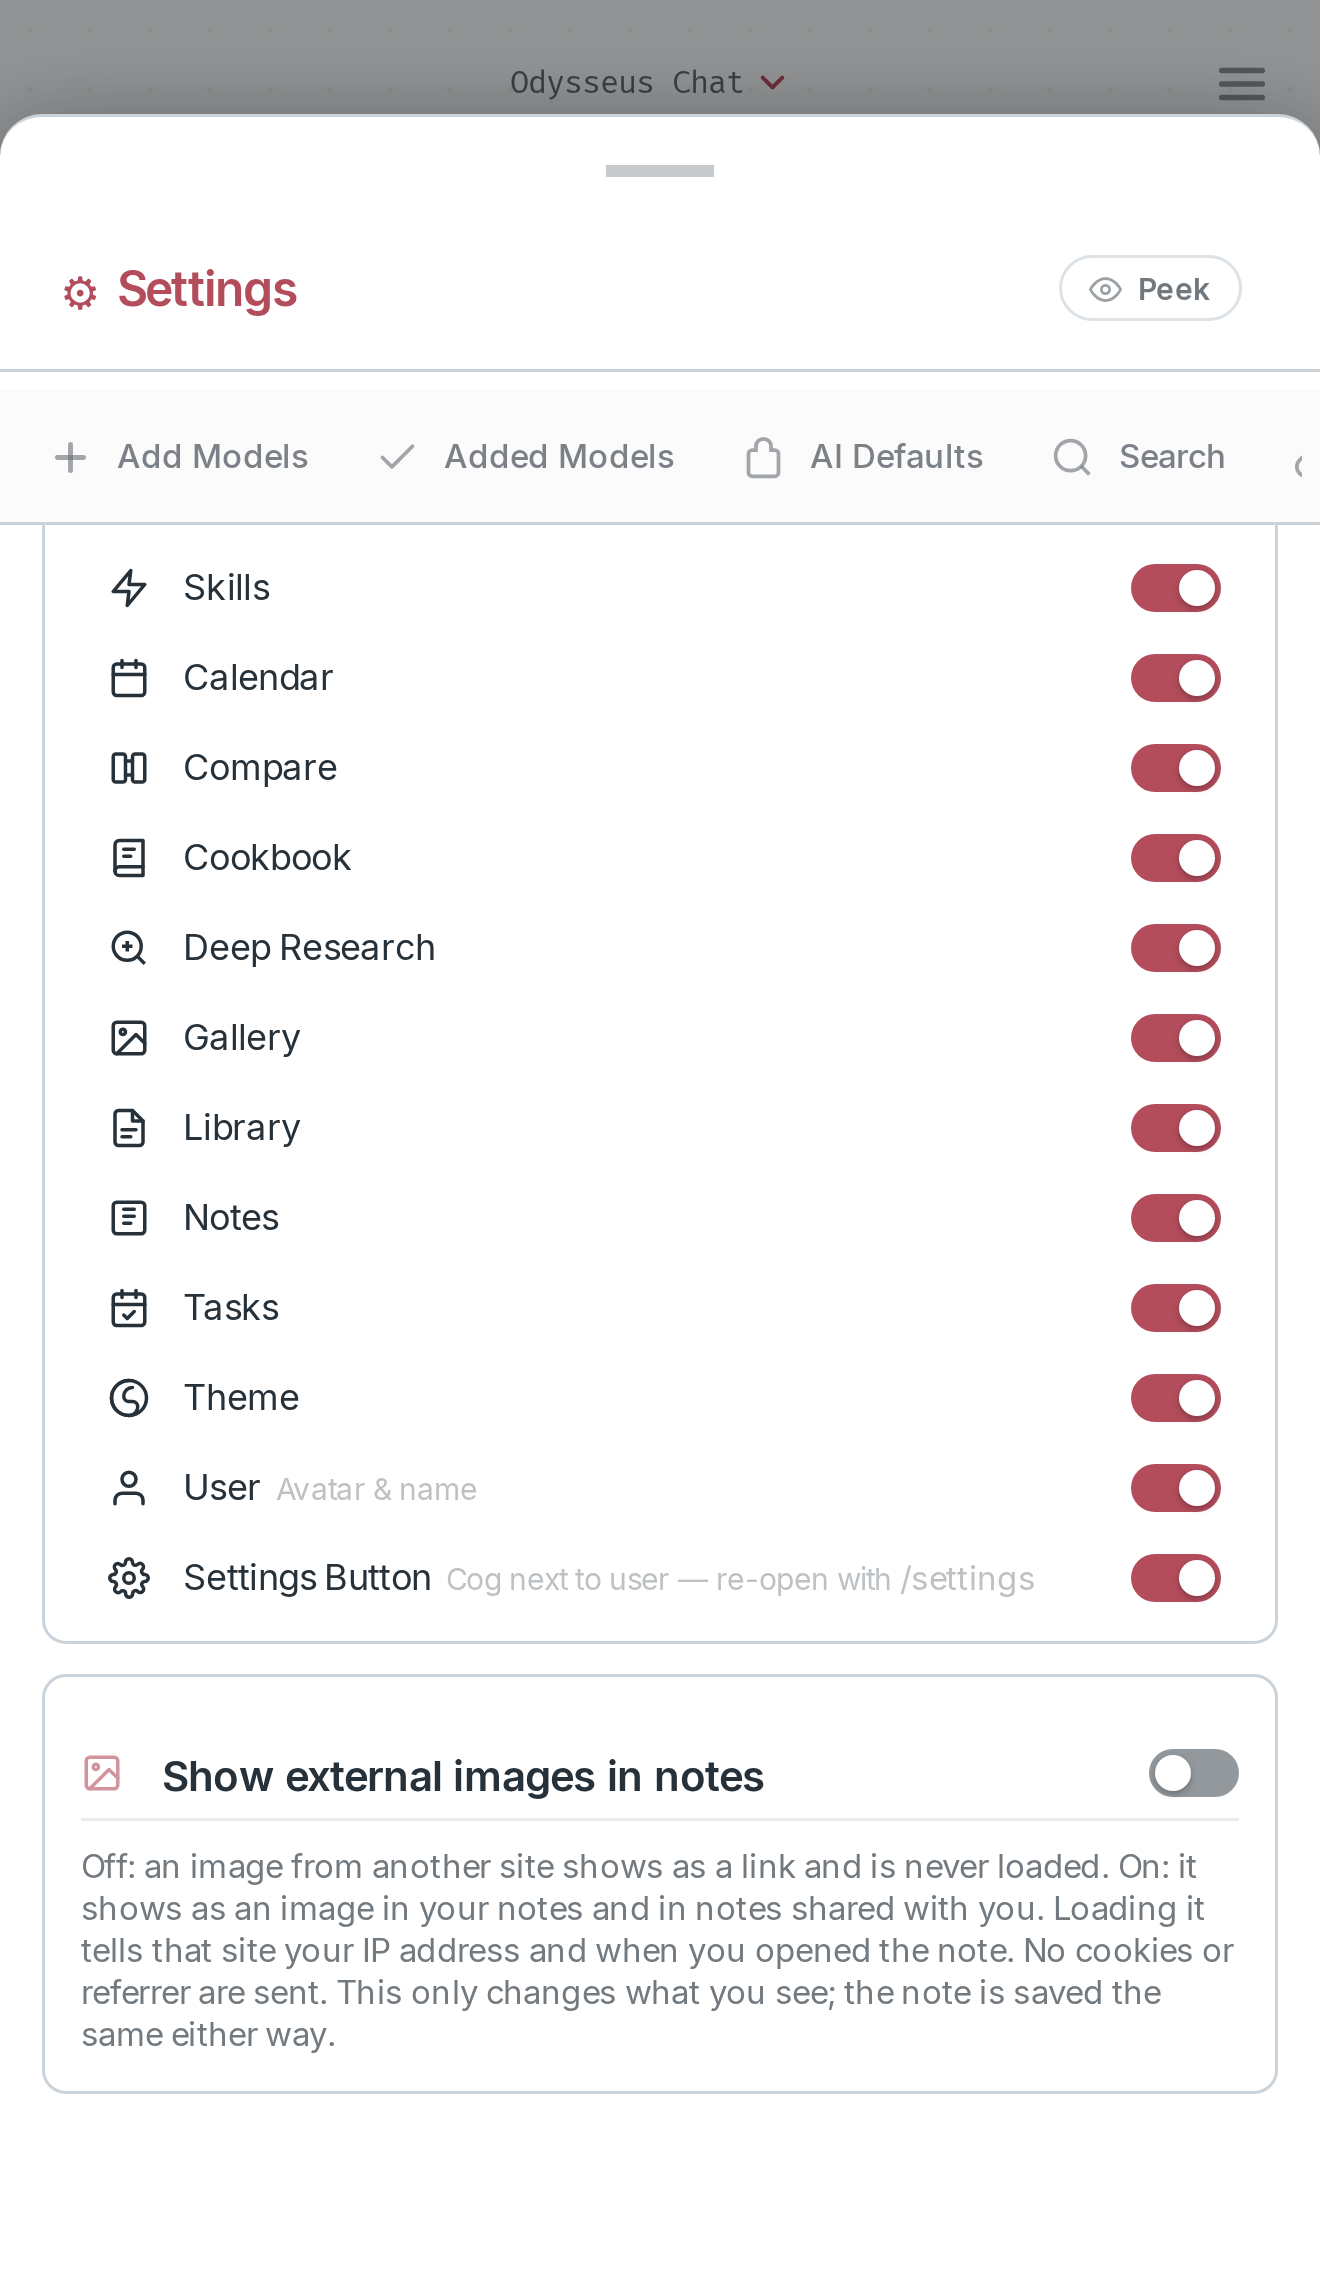 Odysseus Chat
Settings
Peek
Add Models
Added Models
AI Defaults
Search
Skills
Calendar
Compare
Cookbook
Deep Research
Gallery
Library
Notes
Tasks
Theme
User Avatar & name
Settings Button Cog next to user — re-open with /settings
Show external images in notes
Off: an image from another site shows as a link and is never loaded. On: it
shows as an image in your notes and in notes shared with you. Loading it
tells that site your IP address and when you opened the note. No cookies or
referrer are sent. This only changes what you see; the note is saved the
same either way.